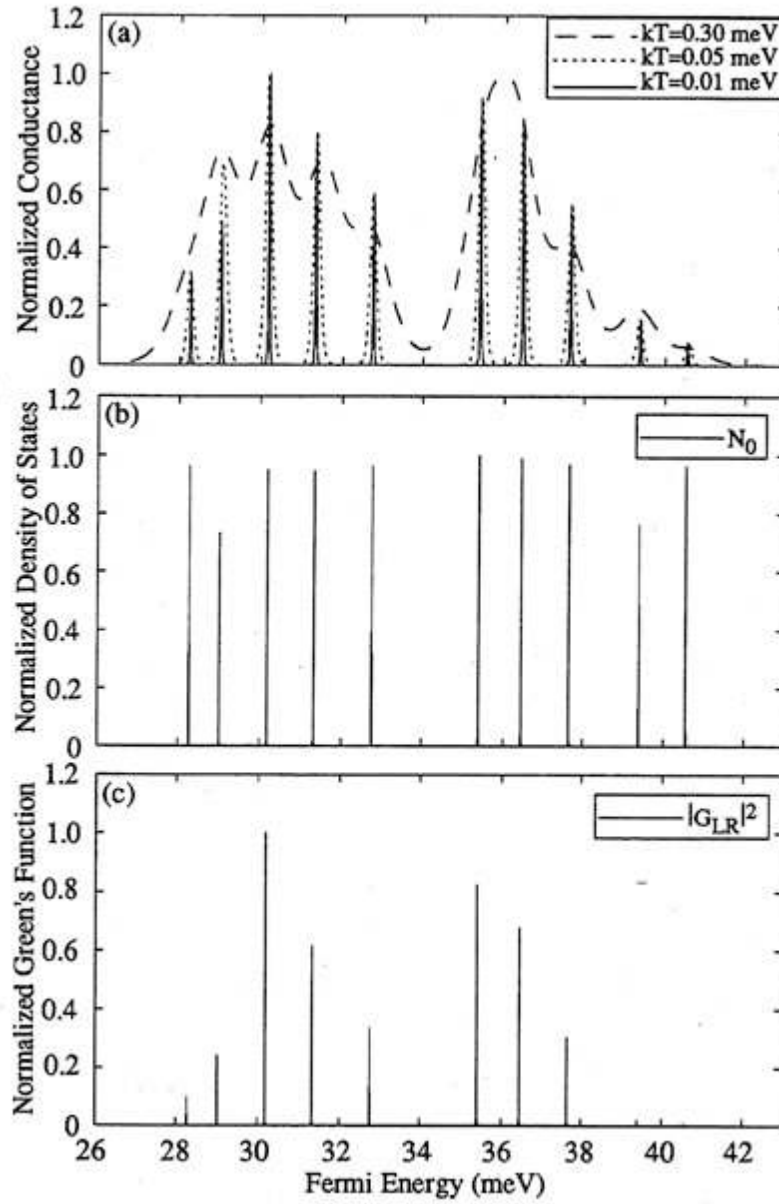 1.2
(a)
kT=0.30 meV
kT=0.05 meV
kT=0.01 meV
1.0
0.8
0.6
0.4
0.2
0
Normalized Conductance
1.2
(b)
N0
1.0
0.8
0.6
0.4
0.2
0
Normalized Density of States
1.2
(c)
|GLR|2
1.0
0.8
0.6
0.4
0.2
0
Normalized Green's Function
26 28 30 32 34 36 38 40 42
Fermi Energy (meV)